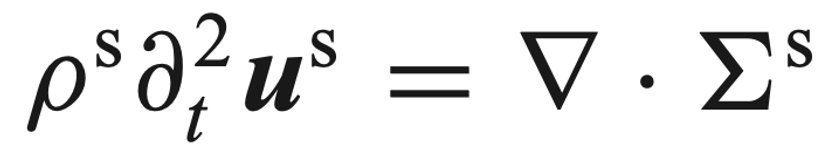 ρˢ∂ₜ²𝒖ˢ = ∇ · Σˢ